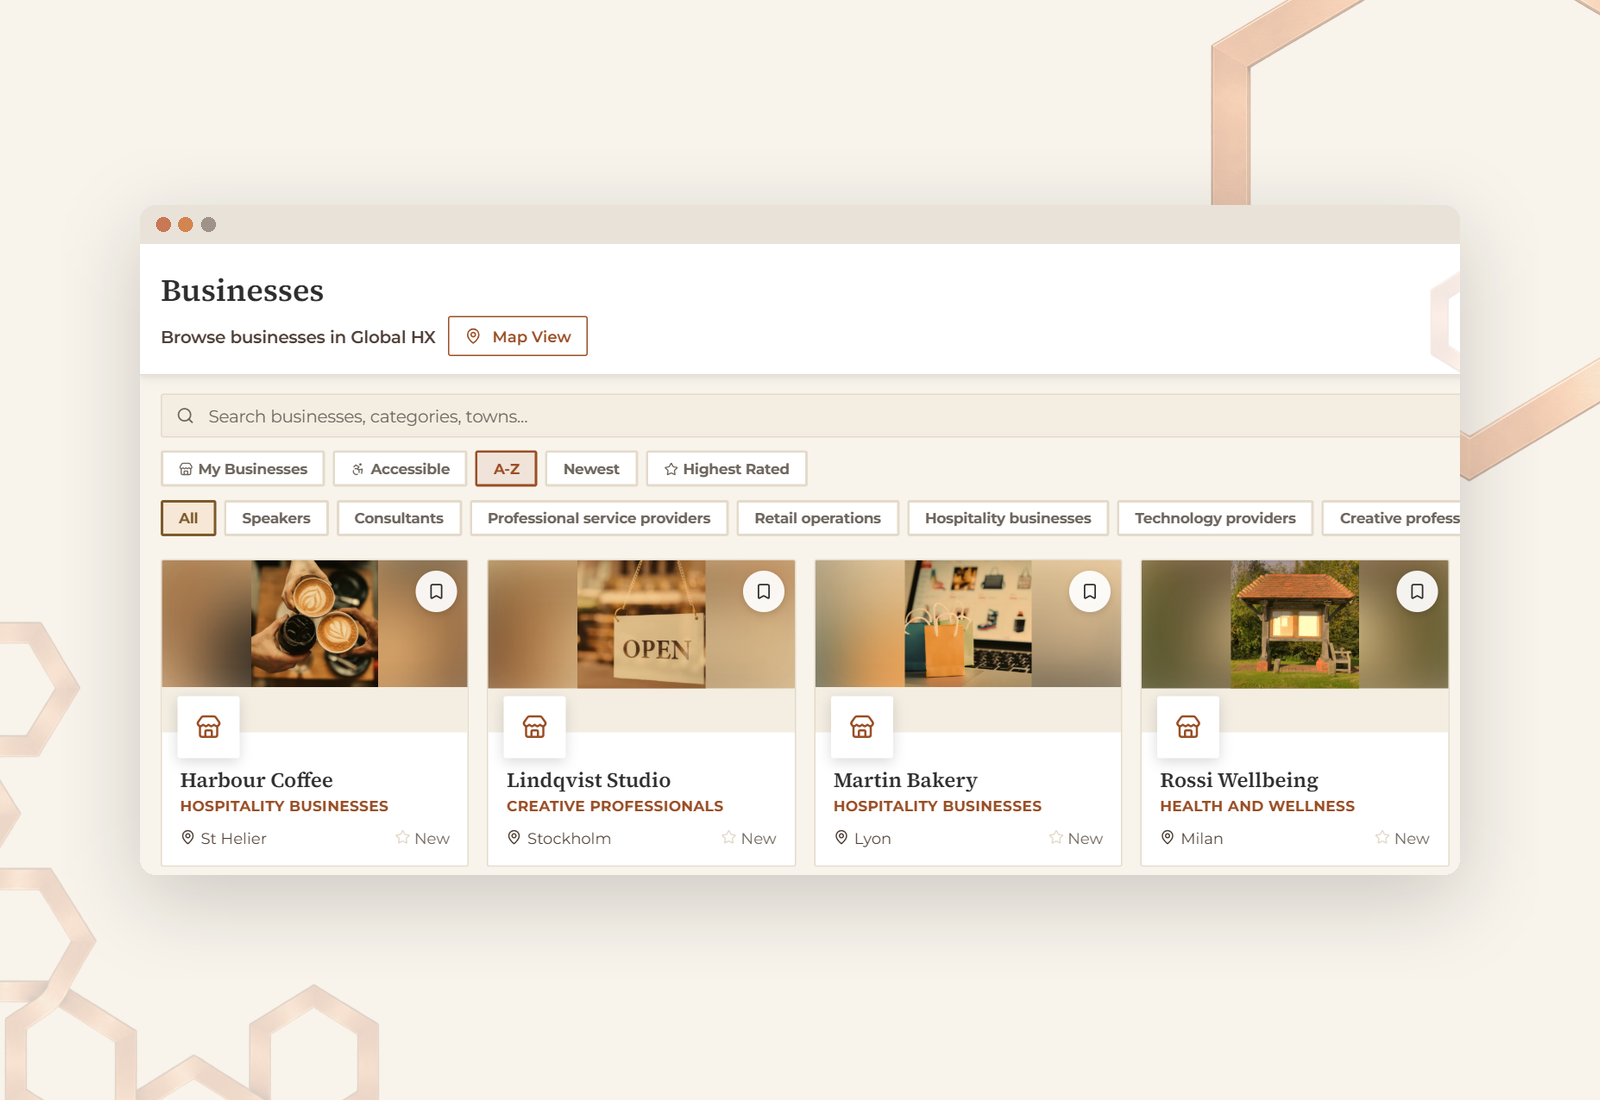 Businesses
Browse businesses in Global HX
Map View
Search businesses, categories, towns...
My Businesses
Accessible
A-Z
Newest
Highest Rated
All
Speakers
Consultants
Professional service providers
Retail operations
Hospitality businesses
Technology providers
Creative profess
OPEN
Harbour Coffee
HOSPITALITY BUSINESSES
St Helier
New
Lindqvist Studio
CREATIVE PROFESSIONALS
Stockholm
New
Martin Bakery
HOSPITALITY BUSINESSES
Lyon
New
Rossi Wellbeing
HEALTH AND WELLNESS
Milan
New